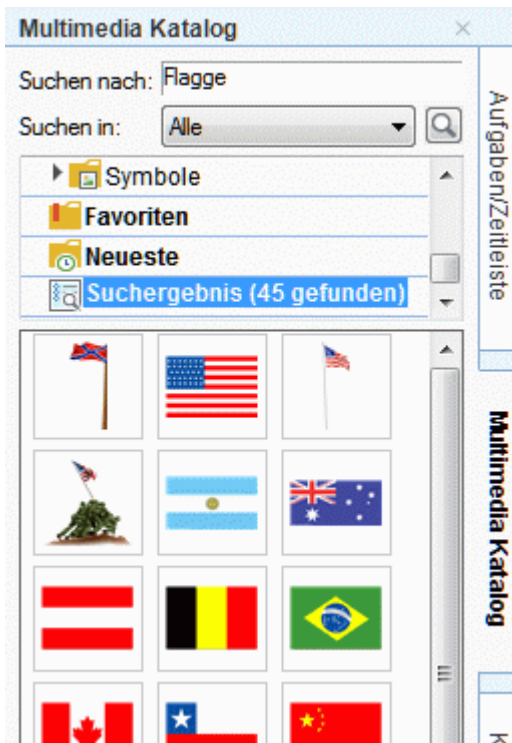 Multimedia Katalog
Suchen nach: Flagge
Suchen in: Alle
Symbole
Favoriten
Neueste
Suchergebnis (45 gefunden)
Aufgaben/Zeitleiste
Multimedia Katalog